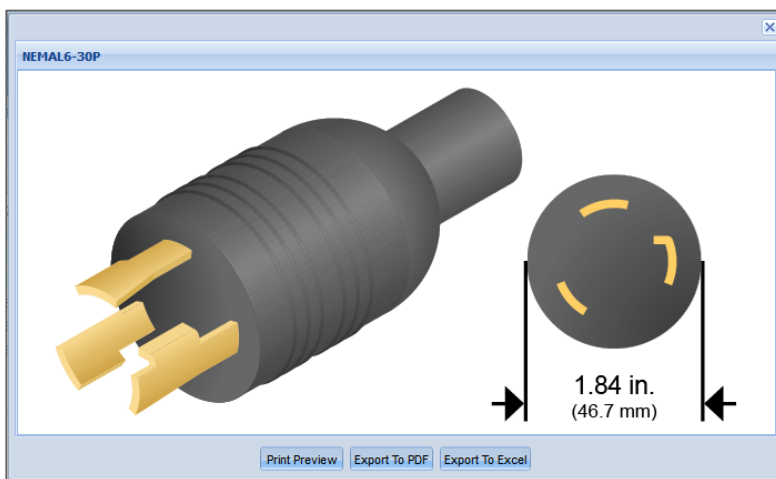 NEMAL6-30P
1.84 in.
(46.7 mm)
Print Preview
Export To PDF
Export To Excel